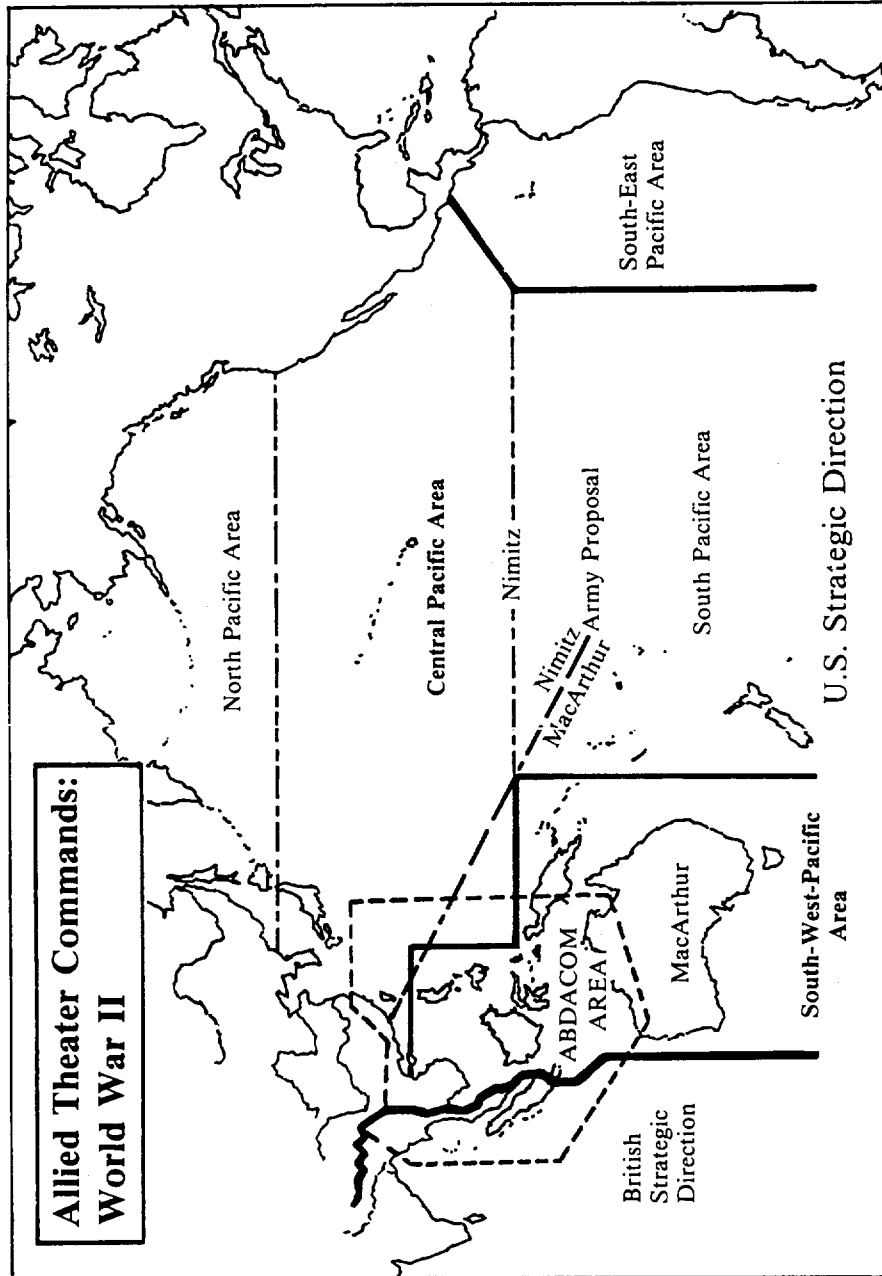 Allied Theater Commands:
World War II
North Pacific Area
Central Pacific Area
Nimitz
Nimitz
MacArthur
Army Proposal
South Pacific Area
South-East
Pacific Area
ABDACOM
AREA
MacArthur
British
Strategic
Direction
South-West-Pacific
Area
U.S. Strategic Direction